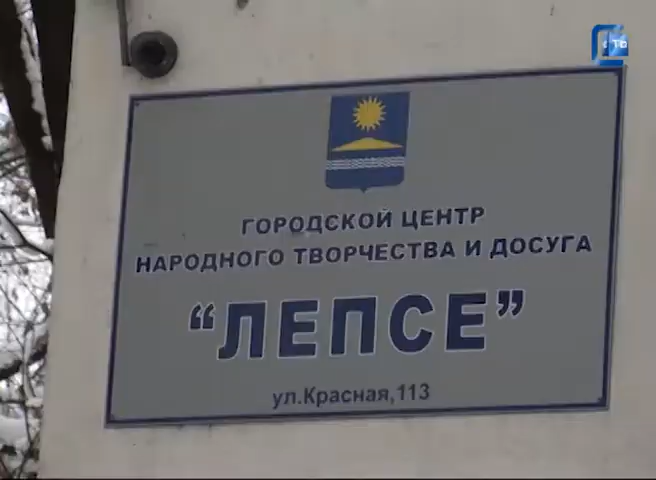 ГОРОДСКОЙ ЦЕНТР
НАРОДНОГО ТВОРЧЕСТВА И ДОСУГА
“ЛЕПСЕ”
ул.Красная,113